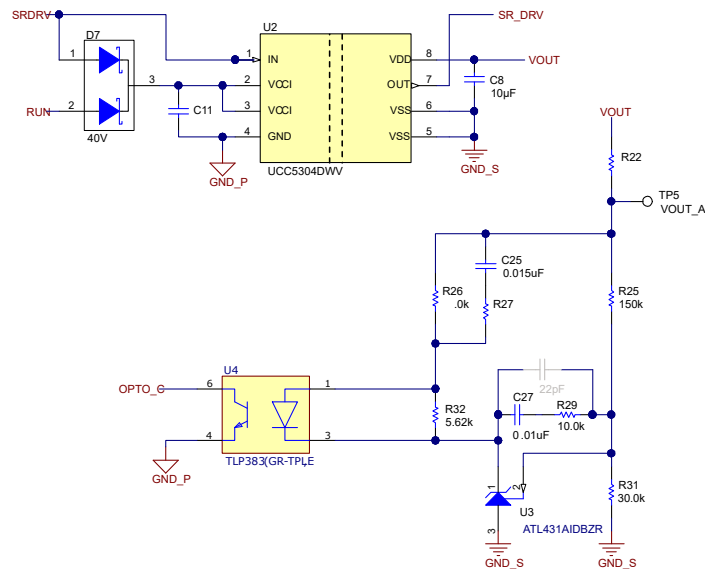 SRDRV
D7
1
3
RUN
2
40V
C11
GND_P
U2
1
IN
2
VCCI
3
VCCI
4
GND
VDD
8
OUT
7
VSS
6
VSS
5
UCC5304DWV
SR_DRV
VOUT
C8
10µF
GND_S
VOUT
R22
TP5
VOUT_A
C25
0.015uF
R26
.0k
R27
R25
150k
U4
OPTO_C
6
1
4
3
TLP383(GR-TPL,E
GND_P
R32
5.62k
22pF
C27
0.01uF
R29
10.0k
1
2
3
U3
ATL431AIDBZR
R31
30.0k
GND_S
GND_S